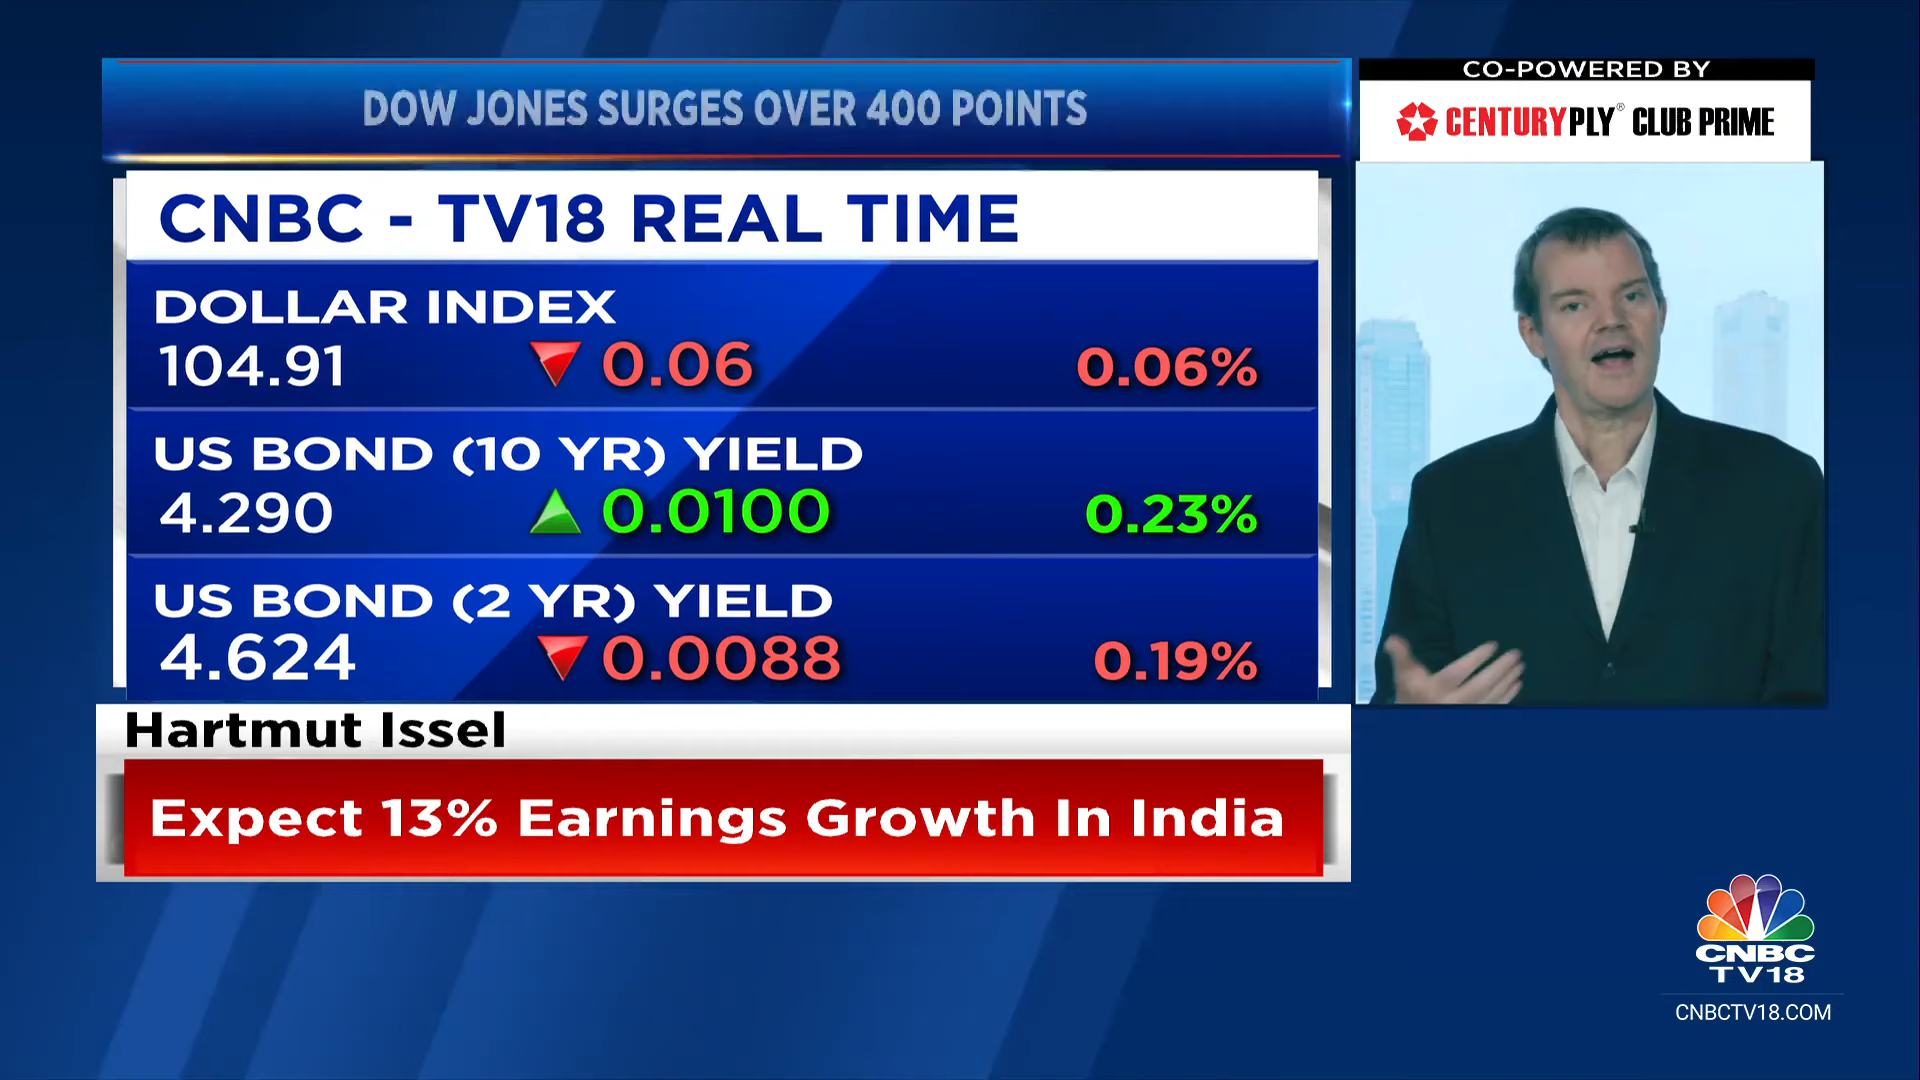 DOW JONES SURGES OVER 400 POINTS
CO-POWERED BY
CENTURYPLY® CLUB PRIME
CNBC - TV18 REAL TIME
DOLLAR INDEX
104.91 ▼ 0.06 0.06%
US BOND (10 YR) YIELD
4.290 ▲ 0.0100 0.23%
US BOND (2 YR) YIELD
4.624 ▼ 0.0088 0.19%
Hartmut Issel
Expect 13% Earnings Growth In India
CNBC
TV18
CNBCTV18.COM